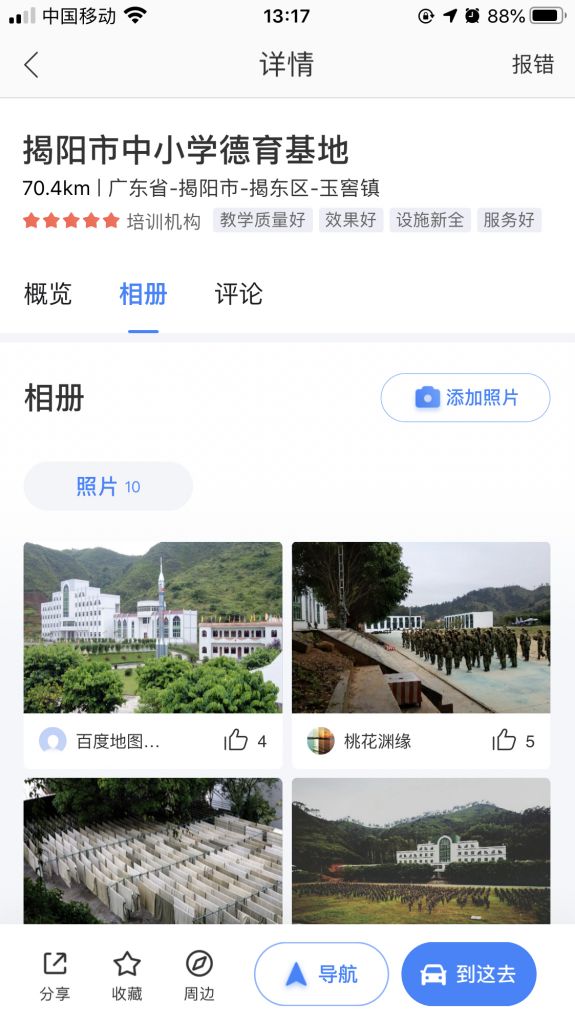 中国移动 13:17 88%
详情 报错
揭阳市中小学德育基地
70.4km | 广东省-揭阳市-揭东区-玉窖镇
培训机构 教学质量好 效果好 设施新全 服务好
概览 相册 评论
相册 添加照片
照片 10
百度地图... 4 桃花渊缘 5
分享 收藏 周边 导航 到这去